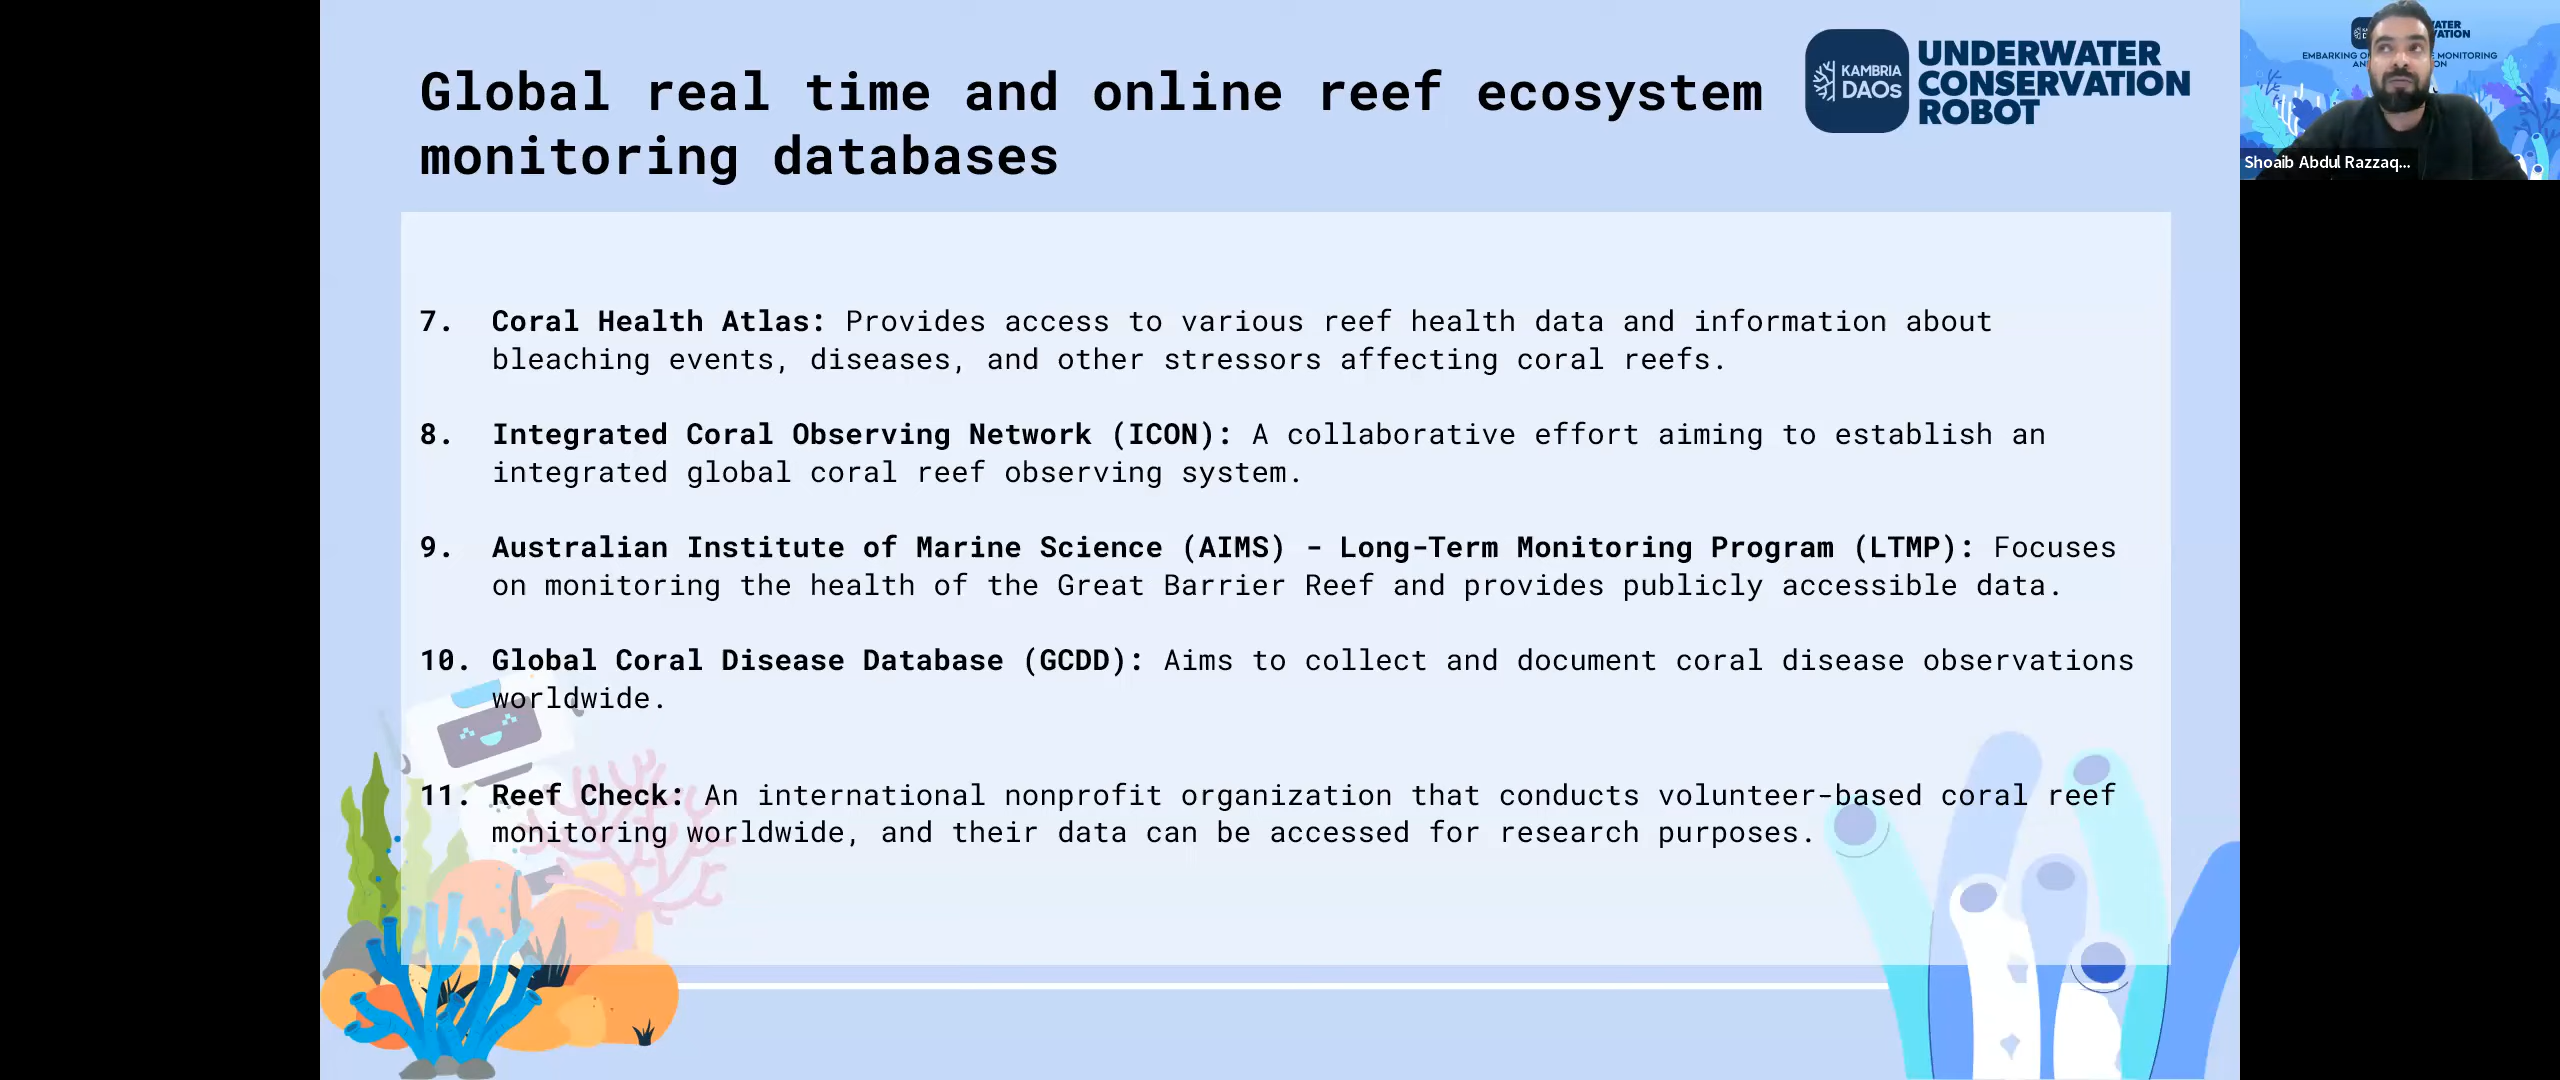 Global real time and online reef ecosystem
monitoring databases
KAMBRIA
DAOs
UNDERWATER
CONSERVATION
ROBOT
7. Coral Health Atlas: Provides access to various reef health data and information about
bleaching events, diseases, and other stressors affecting coral reefs.
8. Integrated Coral Observing Network (ICON): A collaborative effort aiming to establish an
integrated global coral reef observing system.
9. Australian Institute of Marine Science (AIMS) - Long-Term Monitoring Program (LTMP): Focuses
on monitoring the health of the Great Barrier Reef and provides publicly accessible data.
10. Global Coral Disease Database (GCDD): Aims to collect and document coral disease observations
worldwide.
11. Reef Check: An international nonprofit organization that conducts volunteer-based coral reef
monitoring worldwide, and their data can be accessed for research purposes.
EMBARKING MONITORING
Shoaib Abdul Razzaq...